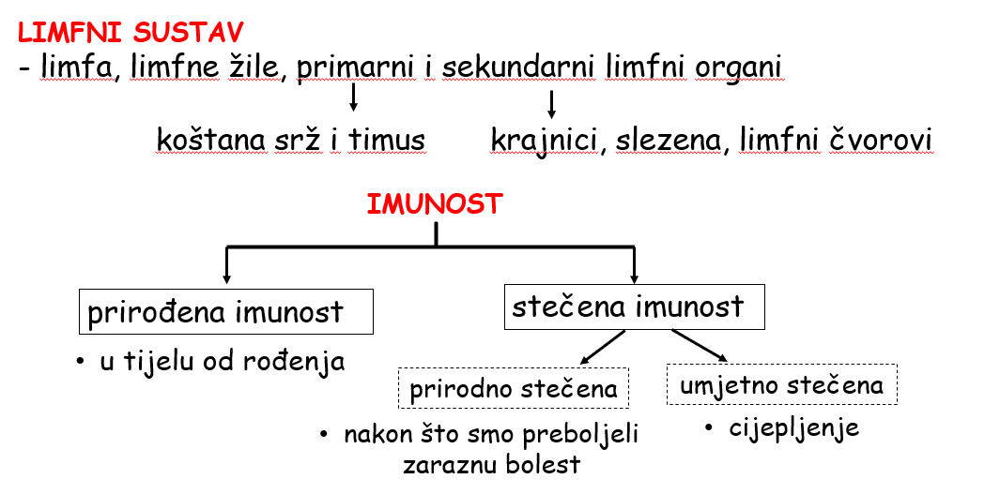 LIMFNI SUSTAV
- limfa, limfne žile, primarni i sekundarni limfni organi
koštana srž i timus krajnici, slezena, limfni čvorovi
IMUNOST
prirođena imunost stečena imunost
• u tijelu od rođenja
prirodno stečena umjetno stečena
• nakon što smo preboljeli
zaraznu bolest
• cijepljenje